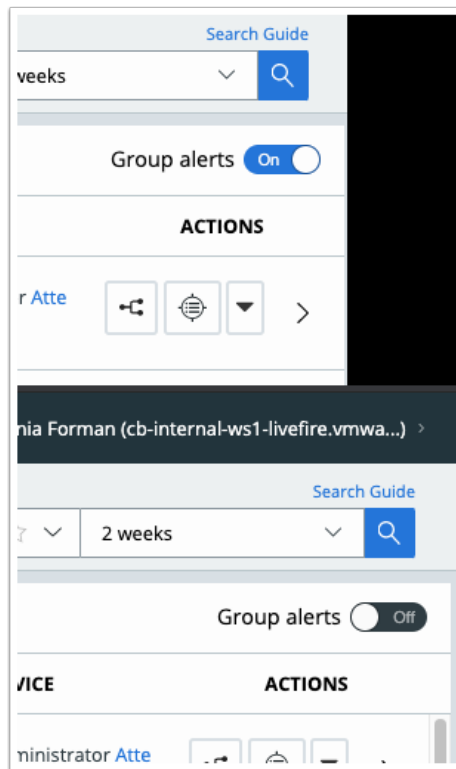 Search Guide
weeks
Group alerts On
ACTIONS
r Atte
nia Forman (cb-internal-ws1-livefire.vmwa...)
Search Guide
2 weeks
Group alerts Off
VICE ACTIONS
ministrator Atte